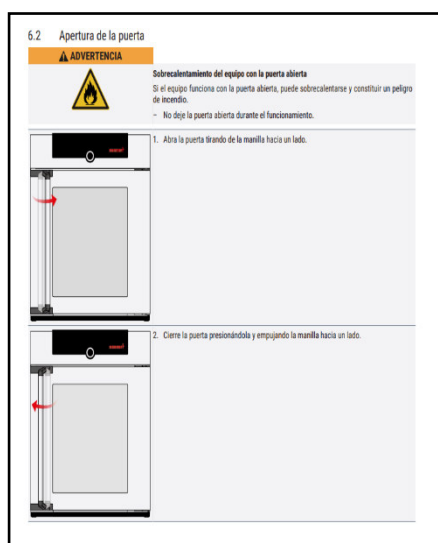 6.2 Apertura de la puerta
ADVERTENCIA
Sobrecalentamiento del equipo con la puerta abierta
Si el equipo funciona con la puerta abierta, puede sobrecalentarse y constituir un peligro
de incendio.
– No deje la puerta abierta durante el funcionamiento.
1. Abra la puerta tirando de la manilla hacia un lado.
2. Cierre la puerta presionándola y empujando la manilla hacia un lado.